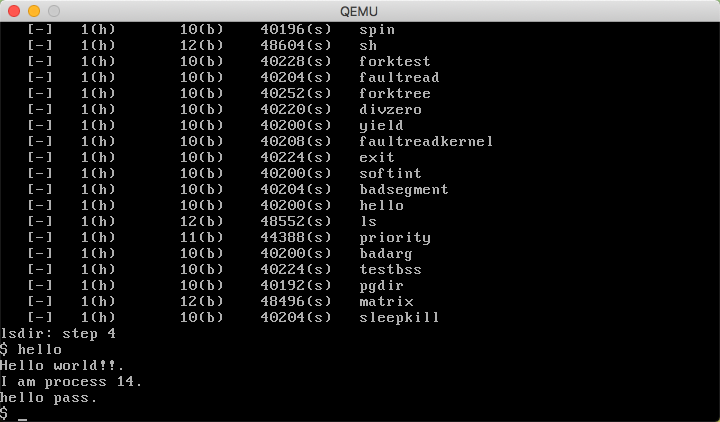 QEMU
[-] 1(h) 10(b) 40196(s) spin
[-] 1(h) 12(b) 48604(s) sh
[-] 1(h) 10(b) 40228(s) forktest
[-] 1(h) 10(b) 40204(s) faultread
[-] 1(h) 10(b) 40252(s) forktree
[-] 1(h) 10(b) 40220(s) divzero
[-] 1(h) 10(b) 40200(s) yield
[-] 1(h) 10(b) 40208(s) faultreadkernel
[-] 1(h) 10(b) 40224(s) exit
[-] 1(h) 10(b) 40200(s) softint
[-] 1(h) 10(b) 40204(s) badsegment
[-] 1(h) 10(b) 40200(s) hello
[-] 1(h) 12(b) 48552(s) ls
[-] 1(h) 11(b) 44388(s) priority
[-] 1(h) 10(b) 40200(s) badarg
[-] 1(h) 10(b) 40224(s) testbss
[-] 1(h) 10(b) 40192(s) pgdir
[-] 1(h) 12(b) 48496(s) matrix
[-] 1(h) 10(b) 40204(s) sleepkill
lsdir: step 4
$ hello
Hello world!!.
I am process 14.
hello pass.
$ _